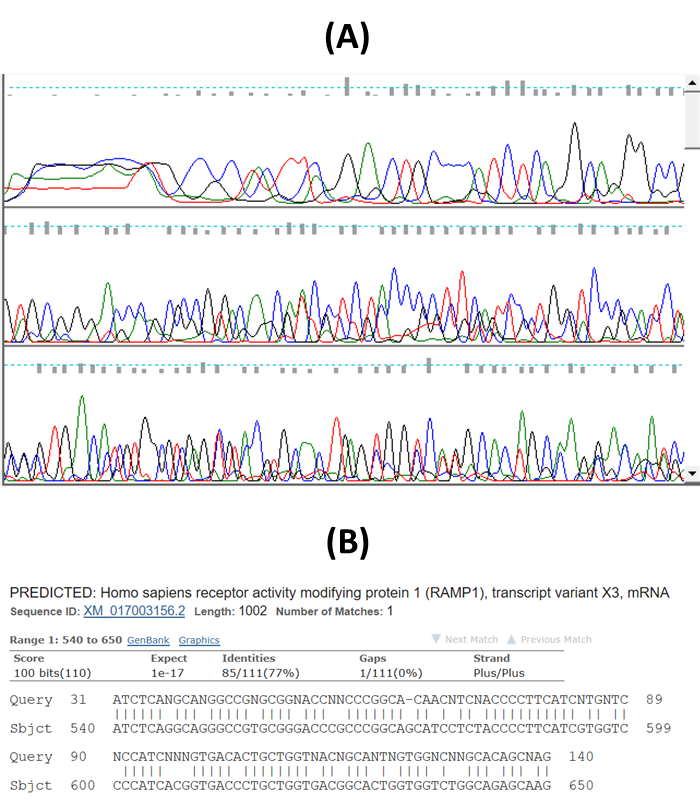 (A)
(B)
PREDICTED: Homo sapiens receptor activity modifying protein 1 (RAMP1), transcript variant X3, mRNA
Sequence ID: XM_017003156.2 Length: 1002 Number of Matches: 1
Range 1: 540 to 650 GenBank Graphics Next Match Previous Match
Score Expect Identities Gaps Strand
100 bits(110) 1e-17 85/111(77%) 1/111(0%) Plus/Plus
Query 31 ATCTCANGCANGGCCGNGCGGNACCNNCCCGGCA-CAACNTCNACCCCTTCATCNTGNTC 89
Sbjct 540 ATCTCAGGCAGGGCCGTGCGGGACCCGCCCGGCAGCATCCTCTACCCCTTCATCGTGGTC 599
Query 90 NCCATCNNNGTGACACTGCTGGTNACNGCANTNGTGGNCNNGCACAGCNAG 140
Sbjct 600 CCCATCACGGTGACCCTGCTGGTGACGGCACTGGTGGTCTGGCAGAGCAAG 650